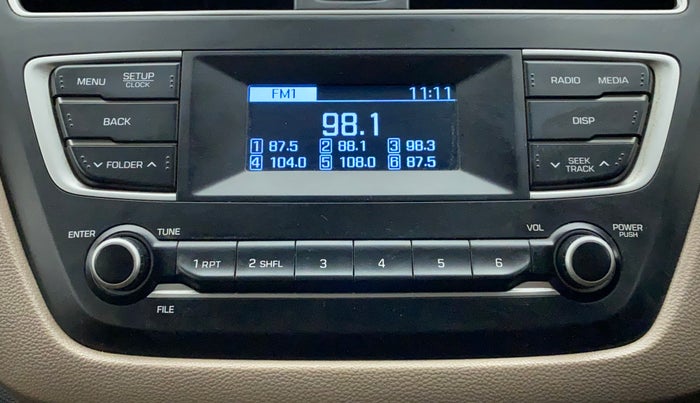 MENU SETUP CLOCK
BACK
FOLDER
FM1 11:11
98.1
1 87.5 2 88.1 3 98.3
4 104.0 5 108.0 6 87.5
RADIO MEDIA
DISP
SEEK TRACK
ENTER TUNE
FILE
1 RPT 2 SHFL 3 4 5 6
VOL POWER PUSH